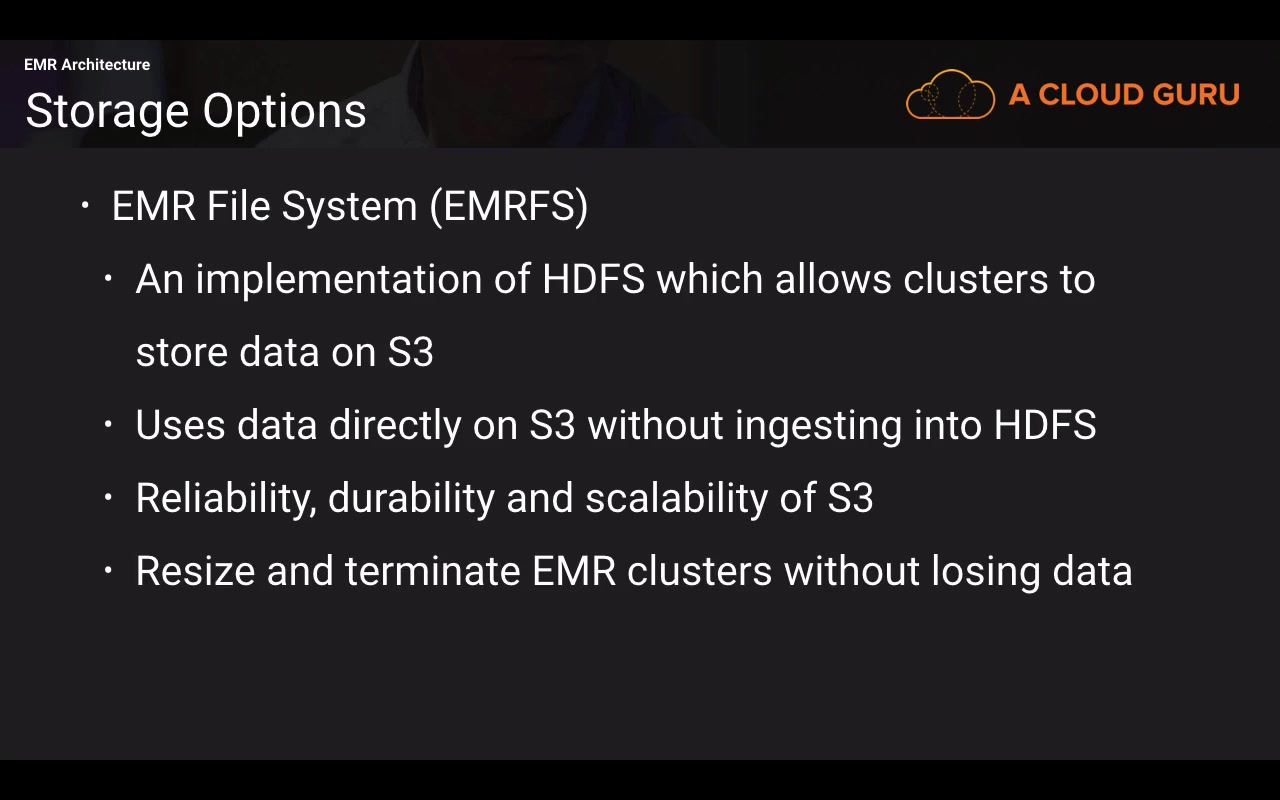 EMR Architecture
Storage Options
A CLOUD GURU
• EMR File System (EMRFS)
• An implementation of HDFS which allows clusters to
store data on S3
• Uses data directly on S3 without ingesting into HDFS
• Reliability, durability and scalability of S3
• Resize and terminate EMR clusters without losing data